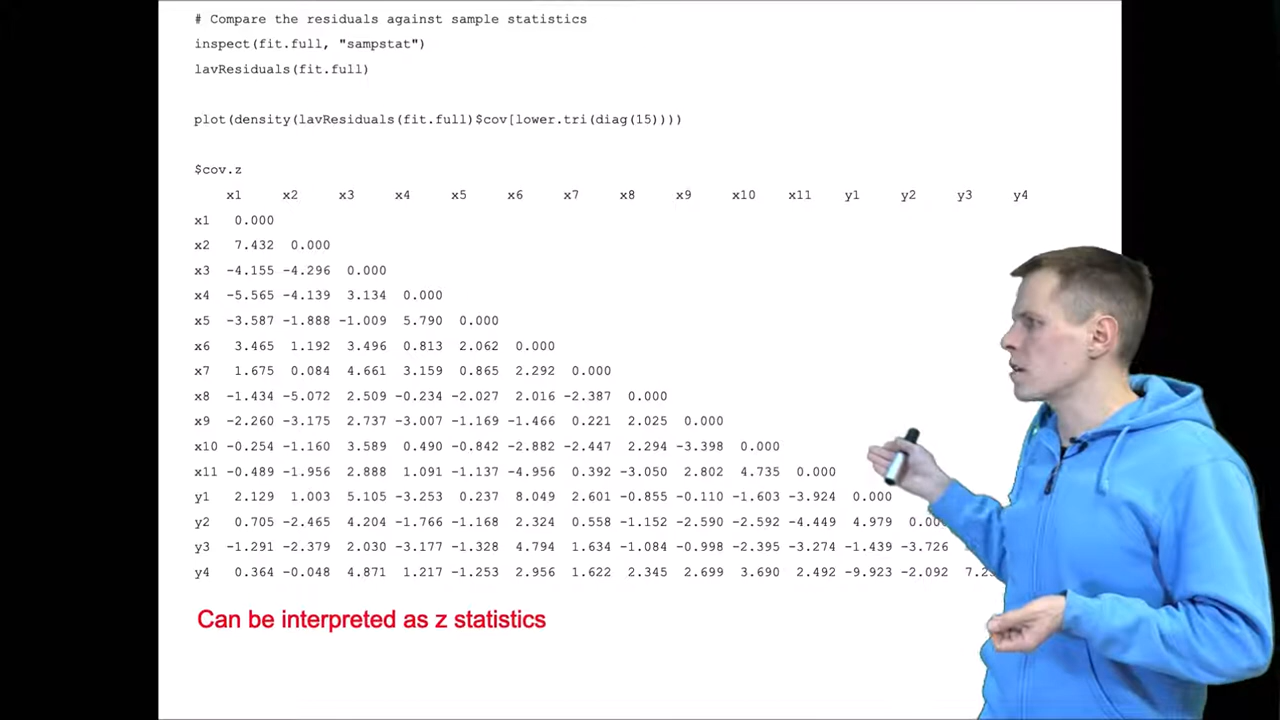 # Compare the residuals against sample statistics
inspect(fit.full, "sampstat")
lavResiduals(fit.full)
plot(density(lavResiduals(fit.full)$cov[lower.tri(diag(15))))
$cov.z
x1 x2 x3 x4 x5 x6 x7 x8 x9 x10 x11 y1 y2 y3 y4
x1 0.000
x2 7.432 0.000
x3 -4.155 -4.296 0.000
x4 -5.565 -4.139 3.134 0.000
x5 -3.587 -1.888 -1.009 5.790 0.000
x6 3.465 1.192 3.496 0.813 2.062 0.000
x7 1.675 0.084 4.661 3.159 0.865 2.292 0.000
x8 -1.434 -5.072 2.509 -0.234 -2.027 2.016 -2.387 0.000
x9 -2.260 -3.175 2.737 -3.007 -1.169 -1.466 0.221 2.025 0.000
x10 -0.254 -1.160 3.589 0.490 -0.842 -2.882 -2.447 2.294 -3.398 0.000
x11 -0.489 -1.956 2.888 1.091 -1.137 -4.956 0.392 -3.050 2.802 4.735 0.000
y1 2.129 1.003 5.105 -3.253 0.237 8.049 2.601 -0.855 -0.110 -1.603 -3.924 0.000
y2 0.705 -2.465 4.204 -1.766 -1.168 2.324 0.558 -1.152 -2.590 -2.592 -4.449 4.979
y3 -1.291 -2.379 2.030 -3.177 -1.328 4.794 1.634 -1.084 -0.998 -2.395 -3.274 -1.439 -3.726
y4 0.364 -0.048 4.871 1.217 -1.253 2.956 1.622 2.345 2.699 3.690 2.492 -9.923 -2.092
Can be interpreted as z statistics